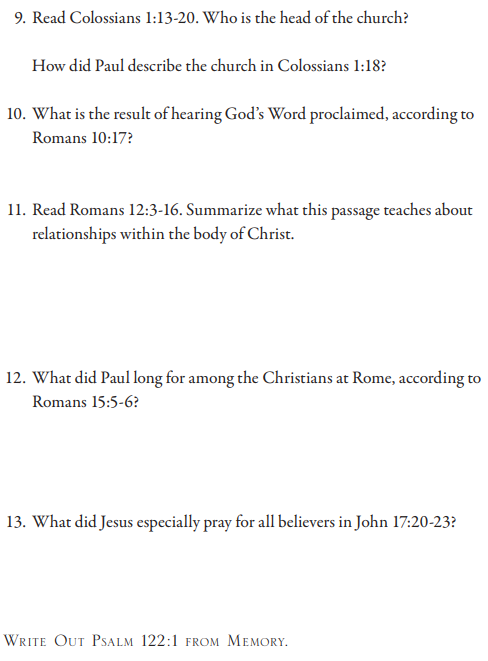 9. Read Colossians 1:13-20. Who is the head of the church?
How did Paul describe the church in Colossians 1:18?
10. What is the result of hearing God’s Word proclaimed, according to
Romans 10:17?
11. Read Romans 12:3-16. Summarize what this passage teaches about
relationships within the body of Christ.
12. What did Paul long for among the Christians at Rome, according to
Romans 15:5-6?
13. What did Jesus especially pray for all believers in John 17:20-23?
Write Out Psalm 122:1 from Memory.